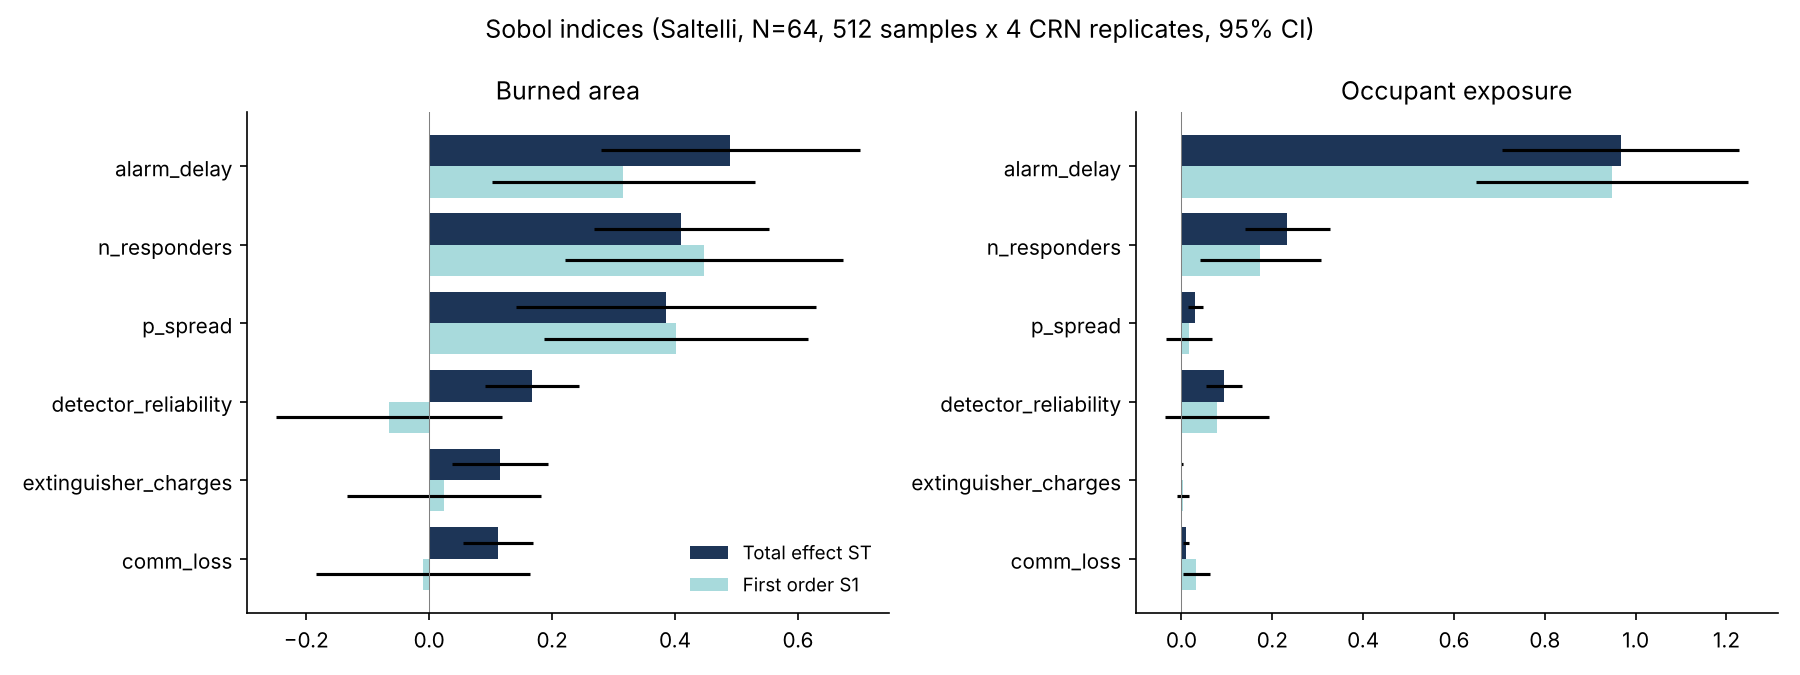 Sobol indices (Saltelli, N=64, 512 samples x 4 CRN replicates, 95% CI)
Burned area
alarm_delay
n_responders
p_spread
detector_reliability
extinguisher_charges
comm_loss
Total effect ST
First order S1
−0.2 0.0 0.2 0.4 0.6
Occupant exposure
alarm_delay
n_responders
p_spread
detector_reliability
extinguisher_charges
comm_loss
0.0 0.2 0.4 0.6 0.8 1.0 1.2